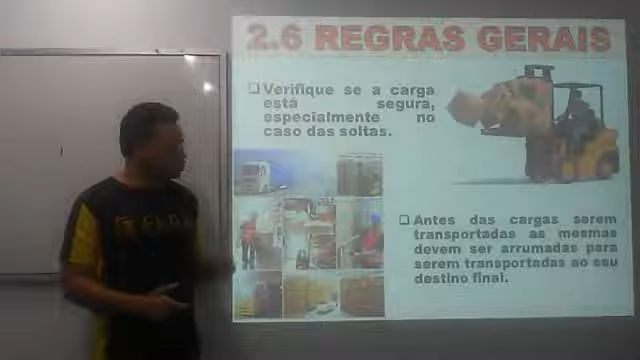 2.6 REGRAS GERAIS
❑Verifique se a carga
está segura,
especialmente no
caso das soltas.
❑Antes das cargas serem
transportadas as mesmas
devem ser arrumadas para
serem transportadas ao seu
destino final.